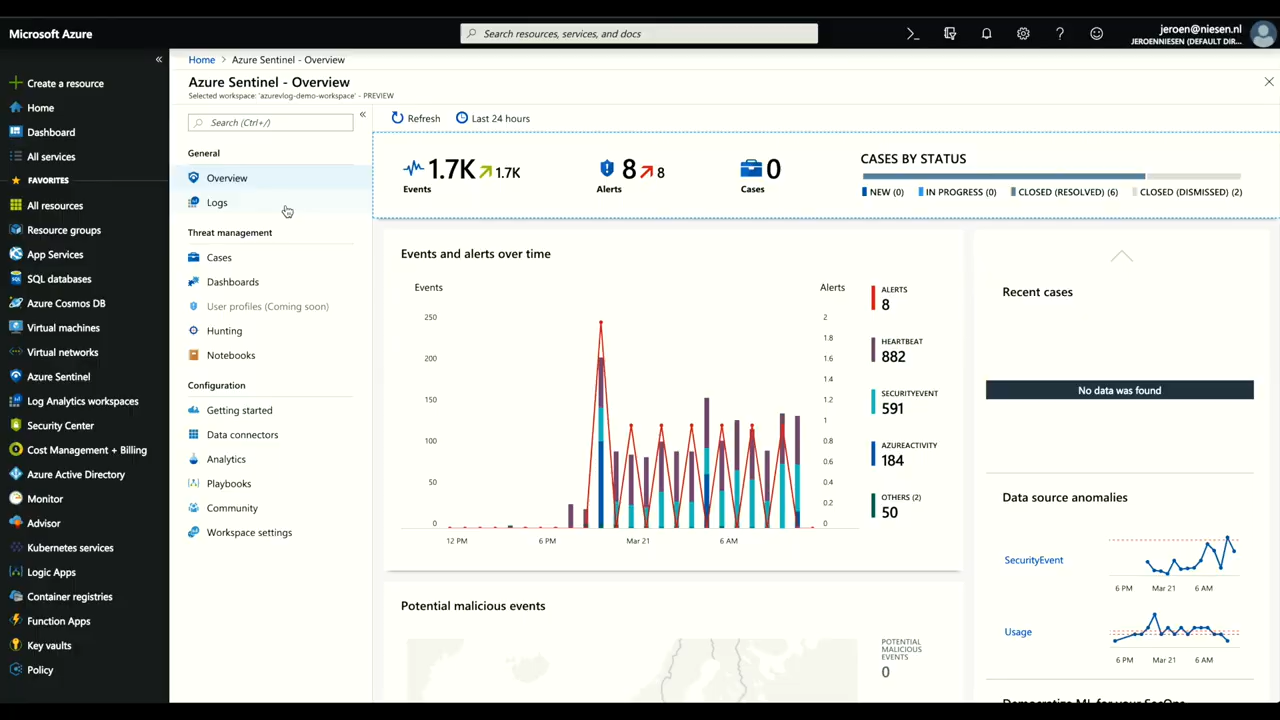 Microsoft Azure
Search resources, services, and docs
jeroen@niesen.nl
JEROENNIESEN (DEFAULT DIR...
«
Create a resource
Home
Dashboard
All services
FAVORITES
All resources
Resource groups
App Services
SQL databases
Azure Cosmos DB
Virtual machines
Virtual networks
Azure Sentinel
Log Analytics workspaces
Security Center
Cost Management + Billing
Azure Active Directory
Monitor
Advisor
Kubernetes services
Logic Apps
Container registries
Function Apps
Key vaults
Policy
Home > Azure Sentinel - Overview
Azure Sentinel - Overview
Selected workspace: 'azurevlog-demo-workspace' - PREVIEW
Search (Ctrl+/)
«
General
Overview
Logs
Threat management
Cases
Dashboards
User profiles (Coming soon)
Hunting
Notebooks
Configuration
Getting started
Data connectors
Analytics
Playbooks
Community
Workspace settings
Refresh
Last 24 hours
1.7K 1.7K
Events
8 8
Alerts
0
Cases
CASES BY STATUS
NEW (0) IN PROGRESS (0) CLOSED (RESOLVED) (6) CLOSED (DISMISSED) (2)
Events and alerts over time
Events
Alerts
250
200
150
100
50
0
2
1.8
1.6
1.4
1.2
1
0.8
0.6
0.4
0.2
0
12 PM 6 PM Mar 21 6 AM
ALERTS
8
HEARTBEAT
882
SECURITYEVENT
591
AZUREACTIVITY
184
OTHERS (2)
50
Potential malicious events
POTENTIAL
MALICIOUS
EVENTS
0
Recent cases
No data was found
Data source anomalies
SecurityEvent
6 PM Mar 21 6 AM
Usage
6 PM Mar 21 6 AM
Democratize ML for your SecOps